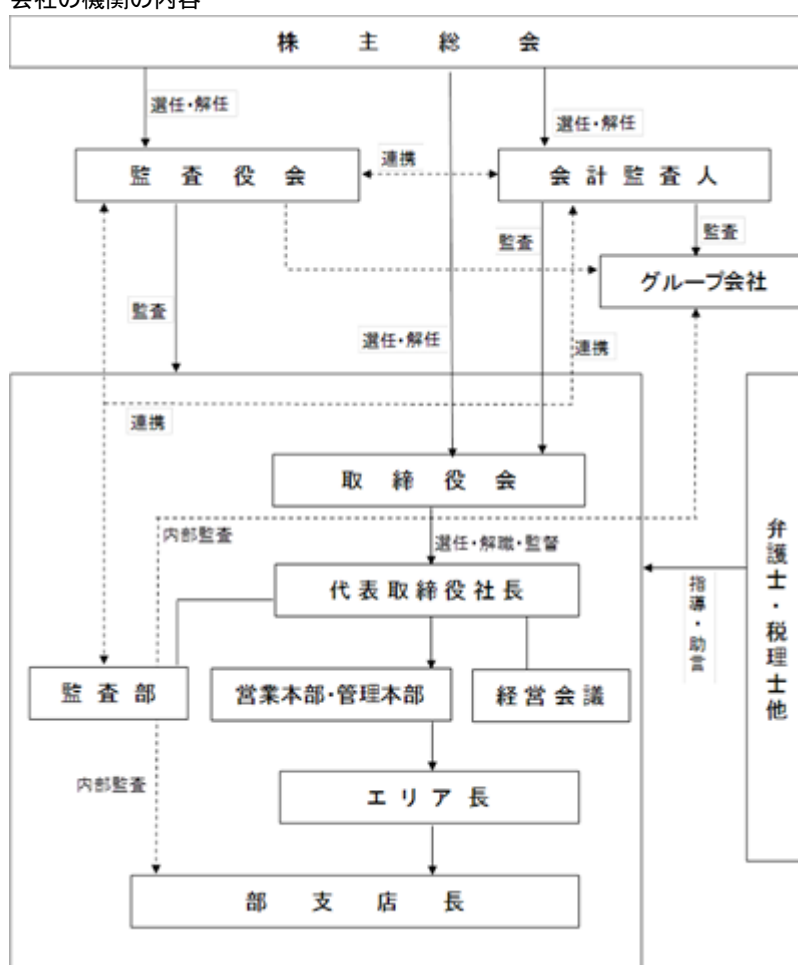 会社の機関の内容
株主総会
選任・解任
選任・解任
監査役会
連携
会計監査人
監査
監査
グループ会社
監査
選任・解任
連携
連携
取締役会
内部監査
選任・解職・監督
代表取締役社長
指導・助言
弁護士・税理士他
監査部
営業本部・管理本部
経営会議
内部監査
エリア長
部支店長